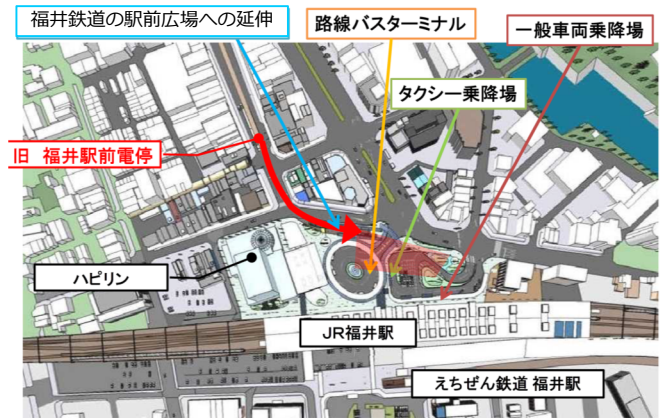 福井鉄道の駅前広場への延伸
路線バスターミナル
一般車両乗降場
タクシー乗降場
旧 福井駅前電停
ハピリン
JR福井駅
えちぜん鉄道 福井駅